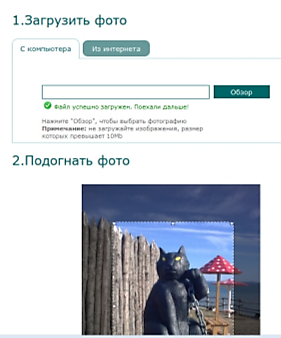 1.Загрузить фото
С компьютера
Из интернета
Обзор
Файл успешно загружен. Поехали дальше!
Нажмите "Обзор", чтобы выбрать фотографию
Примечание: не загружайте изображения, размер
которых превышает 10Mb
2.Подогнать фото